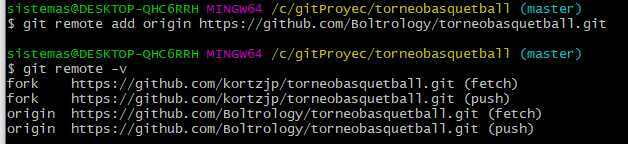 sistemas@DESKTOP-QHC6RRH MINGW64 /c/gitProyec/torneobasquetball (master)
$ git remote add origin https://github.com/Boltrology/torneobasquetball.git
sistemas@DESKTOP-QHC6RRH MINGW64 /c/gitProyec/torneobasquetball (master)
$ git remote -v
fork    https://github.com/kortzjp/torneobasquetball.git (fetch)
fork    https://github.com/kortzjp/torneobasquetball.git (push)
origin  https://github.com/Boltrology/torneobasquetball.git (fetch)
origin  https://github.com/Boltrology/torneobasquetball.git (push)